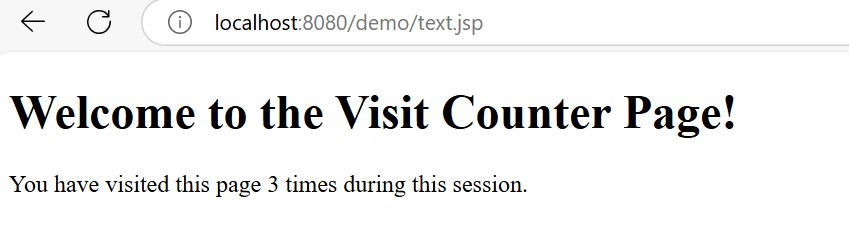 localhost:8080/demo/text.jsp
Welcome to the Visit Counter Page!
You have visited this page 3 times during this session.